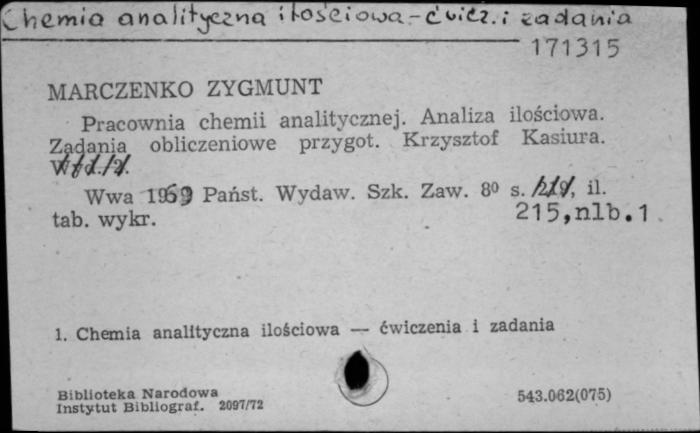 Chemia analityczna ilościowa - ćwicz. i zadania
171315
MARCZENKO ZYGMUNT
Pracownia chemii analitycznej. Analiza ilościowa.
Zadania obliczeniowe przygot. Krzysztof Kasiura.
Wwa 1969 Państ. Wydaw. Szk. Zaw. 8° s. , il.
215,nlb.1
tab. wykr.
1. Chemia analityczna ilościowa — ćwiczenia i zadania
Biblioteka Narodowa
Instytut Bibliograf. 2097/72
543.062(075)